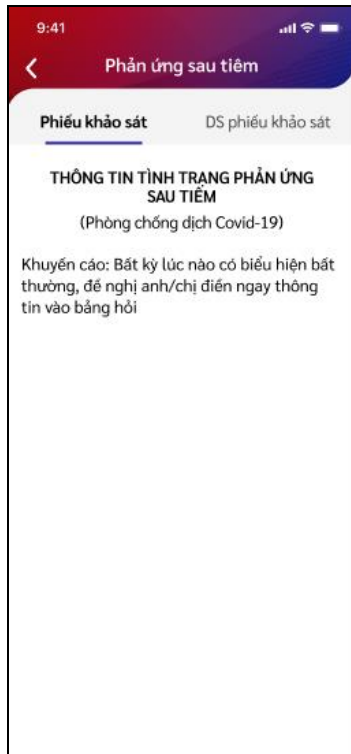 9:41
Phản ứng sau tiêm
Phiếu khảo sát
DS phiếu khảo sát
THÔNG TIN TÌNH TRẠNG PHẢN ỨNG
SAU TIÊM
(Phòng chống dịch Covid-19)
Khuyến cáo: Bất kỳ lúc nào có biểu hiện bất
thường, đề nghị anh/chị điền ngay thông
tin vào bảng hỏi